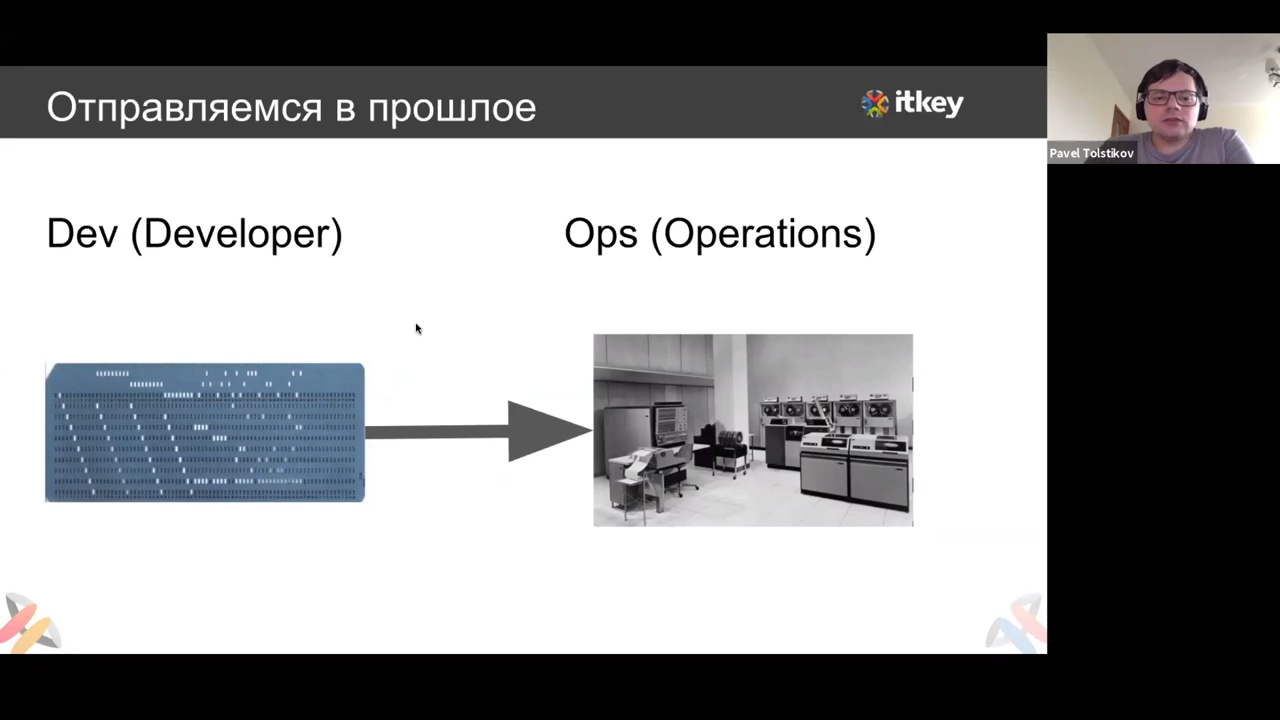 Отправляемся в прошлое
itkey
Pavel Tolstikov
Dev (Developer)
Ops (Operations)